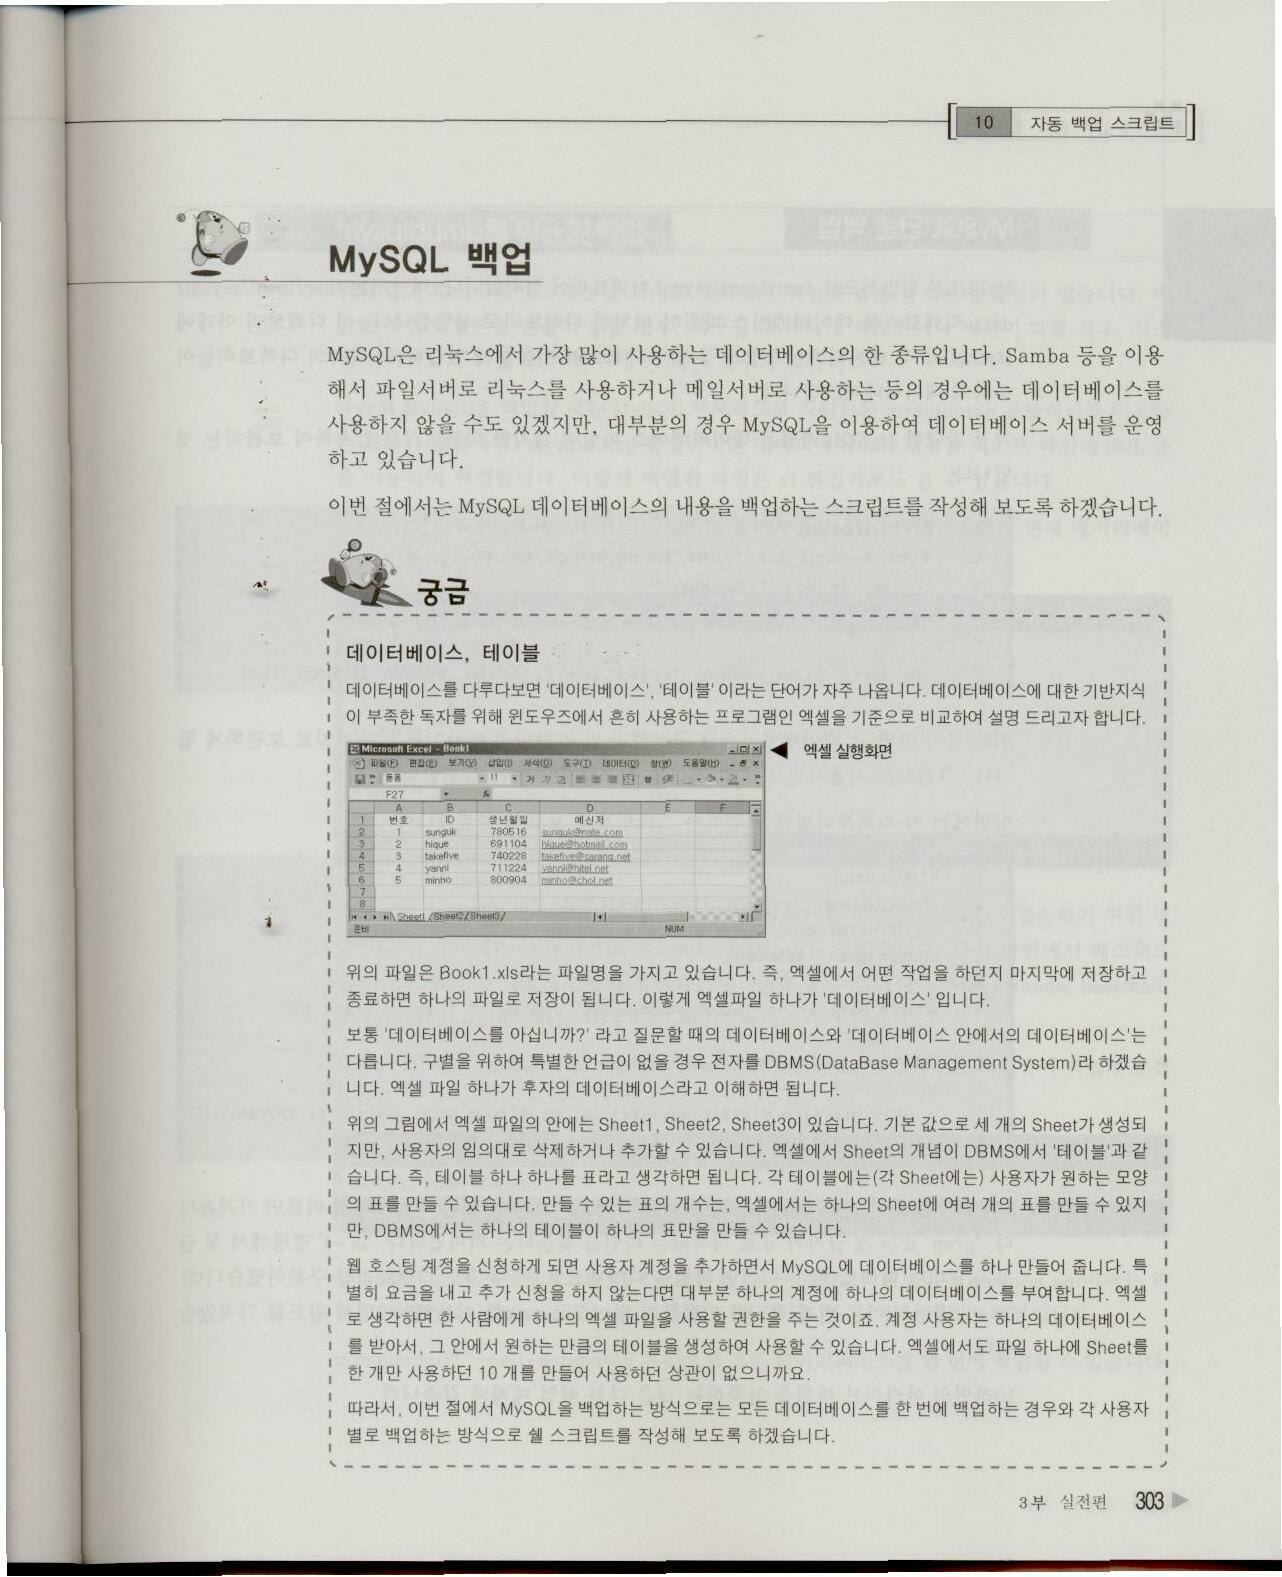 10 자동 백업 스크립트
MySQL 백업
MySQL은 리눅스에서 가장 많이 사용하는 데이터베이스의 한 종류입니다. Samba 등을 이용
해서 파일서버로 리눅스를 사용하거나 메일서버로 사용하는 등의 경우에는 데이터베이스를
사용하지 않을 수도 있겠지만, 대부분의 경우 MySQL을 이용하여 데이터베이스 서버를 운영
하고 있습니다.
이번 절에서는 MySQL 데이터베이스의 내용을 백업하는 스크립트를 작성해 보도록 하겠습니다.
궁금
데이터베이스, 테이블
데이터베이스를 다루다보면 '데이터베이스', '테이블' 이라는 단어가 자주 나옵니다. 데이터베이스에 대한 기반지식
이 부족한 독자를 위해 윈도우즈에서 흔히 사용하는 프로그램인 엑셀을 기준으로 비교하여 설명 드리고자 합니다.
Microsoft Excel - Book1
◀ 엑셀 실행화면
파일(F) 편집(E) 보기(V) 삽입(I) 서식(O) 도구(T) 데이터(D) 창(W) 도움말(H)
돋움 11 가 가 가
F27 fx
A B C D E F
1 번호 ID 생년월일 메신저
2 1 sunguk 780516 sunguk@nate.com
3 2 hique 691104 hique@hotmail.com
4 3 takefive 740228 takefive@sarang.net
5 4 yanni 711224 yanni@hitel.net
6 5 minho 800904 minho@chol.net
7
8
Sheet1 Sheet2 Sheet3
준비 NUM
위의 파일은 Book1.xls라는 파일명을 가지고 있습니다. 즉, 엑셀에서 어떤 작업을 하던지 마지막에 저장하고
종료하면 하나의 파일로 저장이 됩니다. 이렇게 엑셀파일 하나가 '데이터베이스' 입니다.
보통 '데이터베이스를 아십니까?' 라고 질문할 때의 데이터베이스와 '데이터베이스 안에서의 데이터베이스'는
다릅니다. 구별을 위하여 특별한 언급이 없을 경우 전자를 DBMS(DataBase Management System)라 하겠습
니다. 엑셀 파일 하나가 후자의 데이터베이스라고 이해하면 됩니다.
위의 그림에서 엑셀 파일의 안에는 Sheet1, Sheet2, Sheet3이 있습니다. 기본 값으로 세 개의 Sheet가 생성되
지만, 사용자의 임의대로 삭제하거나 추가할 수 있습니다. 엑셀에서 Sheet의 개념이 DBMS에서 '테이블'과 같
습니다. 즉, 테이블 하나 하나를 표라고 생각하면 됩니다. 각 테이블에는(각 Sheet에는) 사용자가 원하는 모양
의 표를 만들 수 있습니다. 만들 수 있는 표의 개수는, 엑셀에서는 하나의 Sheet에 여러 개의 표를 만들 수 있지
만, DBMS에서는 하나의 테이블이 하나의 표만을 만들 수 있습니다.
웹 호스팅 계정을 신청하게 되면 사용자 계정을 추가하면서 MySQL에 데이터베이스를 하나 만들어 줍니다. 특
별히 요금을 내고 추가 신청을 하지 않는다면 대부분 하나의 계정에 하나의 데이터베이스를 부여합니다. 엑셀
로 생각하면 한 사람에게 하나의 엑셀 파일을 사용할 권한을 주는 것이죠. 계정 사용자는 하나의 데이터베이스
를 받아서, 그 안에서 원하는 만큼의 테이블을 생성하여 사용할 수 있습니다. 엑셀에서도 파일 하나에 Sheet를
한 개만 사용하던 10 개를 만들어 사용하던 상관이 없으니까요.
따라서, 이번 절에서 MySQL을 백업하는 방식으로는 모든 데이터베이스를 한 번에 백업하는 경우와 각 사용자
별로 백업하는 방식으로 쉘 스크립트를 작성해 보도록 하겠습니다.
3부 실전편 303